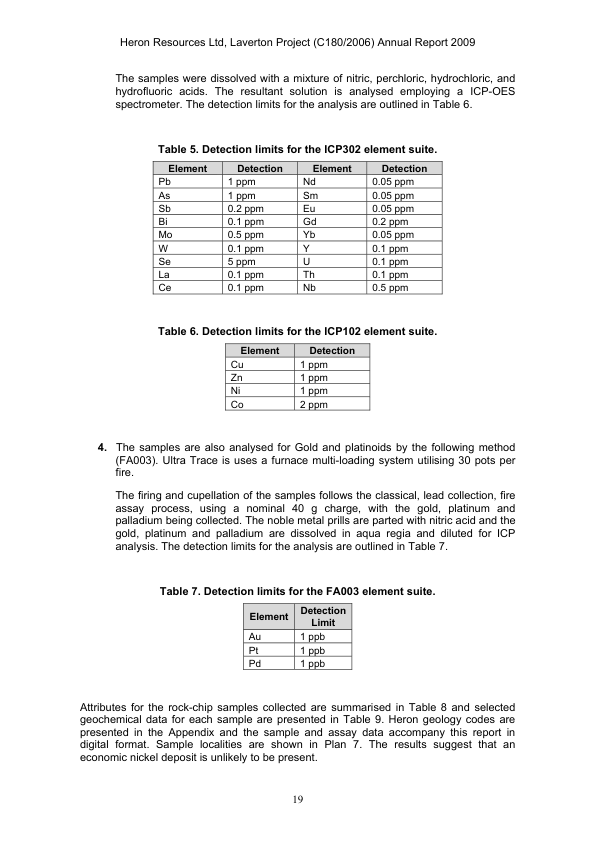 Heron Resources Ltd, Laverton Project (C180/2006) Annual Report 2009
The samples were dissolved with a mixture of nitric, perchloric, hydrochloric, and
hydrofluoric acids. The resultant solution is analysed employing a ICP-OES
spectrometer. The detection limits for the analysis are outlined in Table 6.
Table 5. Detection limits for the ICP302 element suite.
Element Detection Element Detection
Pb 1 ppm Nd 0.05 ppm
As 1 ppm Sm 0.05 ppm
Sb 0.2 ppm Eu 0.05 ppm
Bi 0.1 ppm Gd 0.2 ppm
Mo 0.5 ppm Yb 0.05 ppm
W 0.1 ppm Y 0.1 ppm
Se 5 ppm U 0.1 ppm
La 0.1 ppm Th 0.1 ppm
Ce 0.1 ppm Nb 0.5 ppm
Table 6. Detection limits for the ICP102 element suite.
Element Detection
Cu 1 ppm
Zn 1 ppm
Ni 1 ppm
Co 2 ppm
4. The samples are also analysed for Gold and platinoids by the following method
(FA003). Ultra Trace is uses a furnace multi-loading system utilising 30 pots per
fire.
The firing and cupellation of the samples follows the classical, lead collection, fire
assay process, using a nominal 40 g charge, with the gold, platinum and
palladium being collected. The noble metal prills are parted with nitric acid and the
gold, platinum and palladium are dissolved in aqua regia and diluted for ICP
analysis. The detection limits for the analysis are outlined in Table 7.
Table 7. Detection limits for the FA003 element suite.
Element Detection
Limit
Au 1 ppb
Pt 1 ppb
Pd 1 ppb
Attributes for the rock-chip samples collected are summarised in Table 8 and selected
geochemical data for each sample are presented in Table 9. Heron geology codes are
presented in the Appendix and the sample and assay data accompany this report in
digital format. Sample localities are shown in Plan 7. The results suggest that an
economic nickel deposit is unlikely to be present.
19